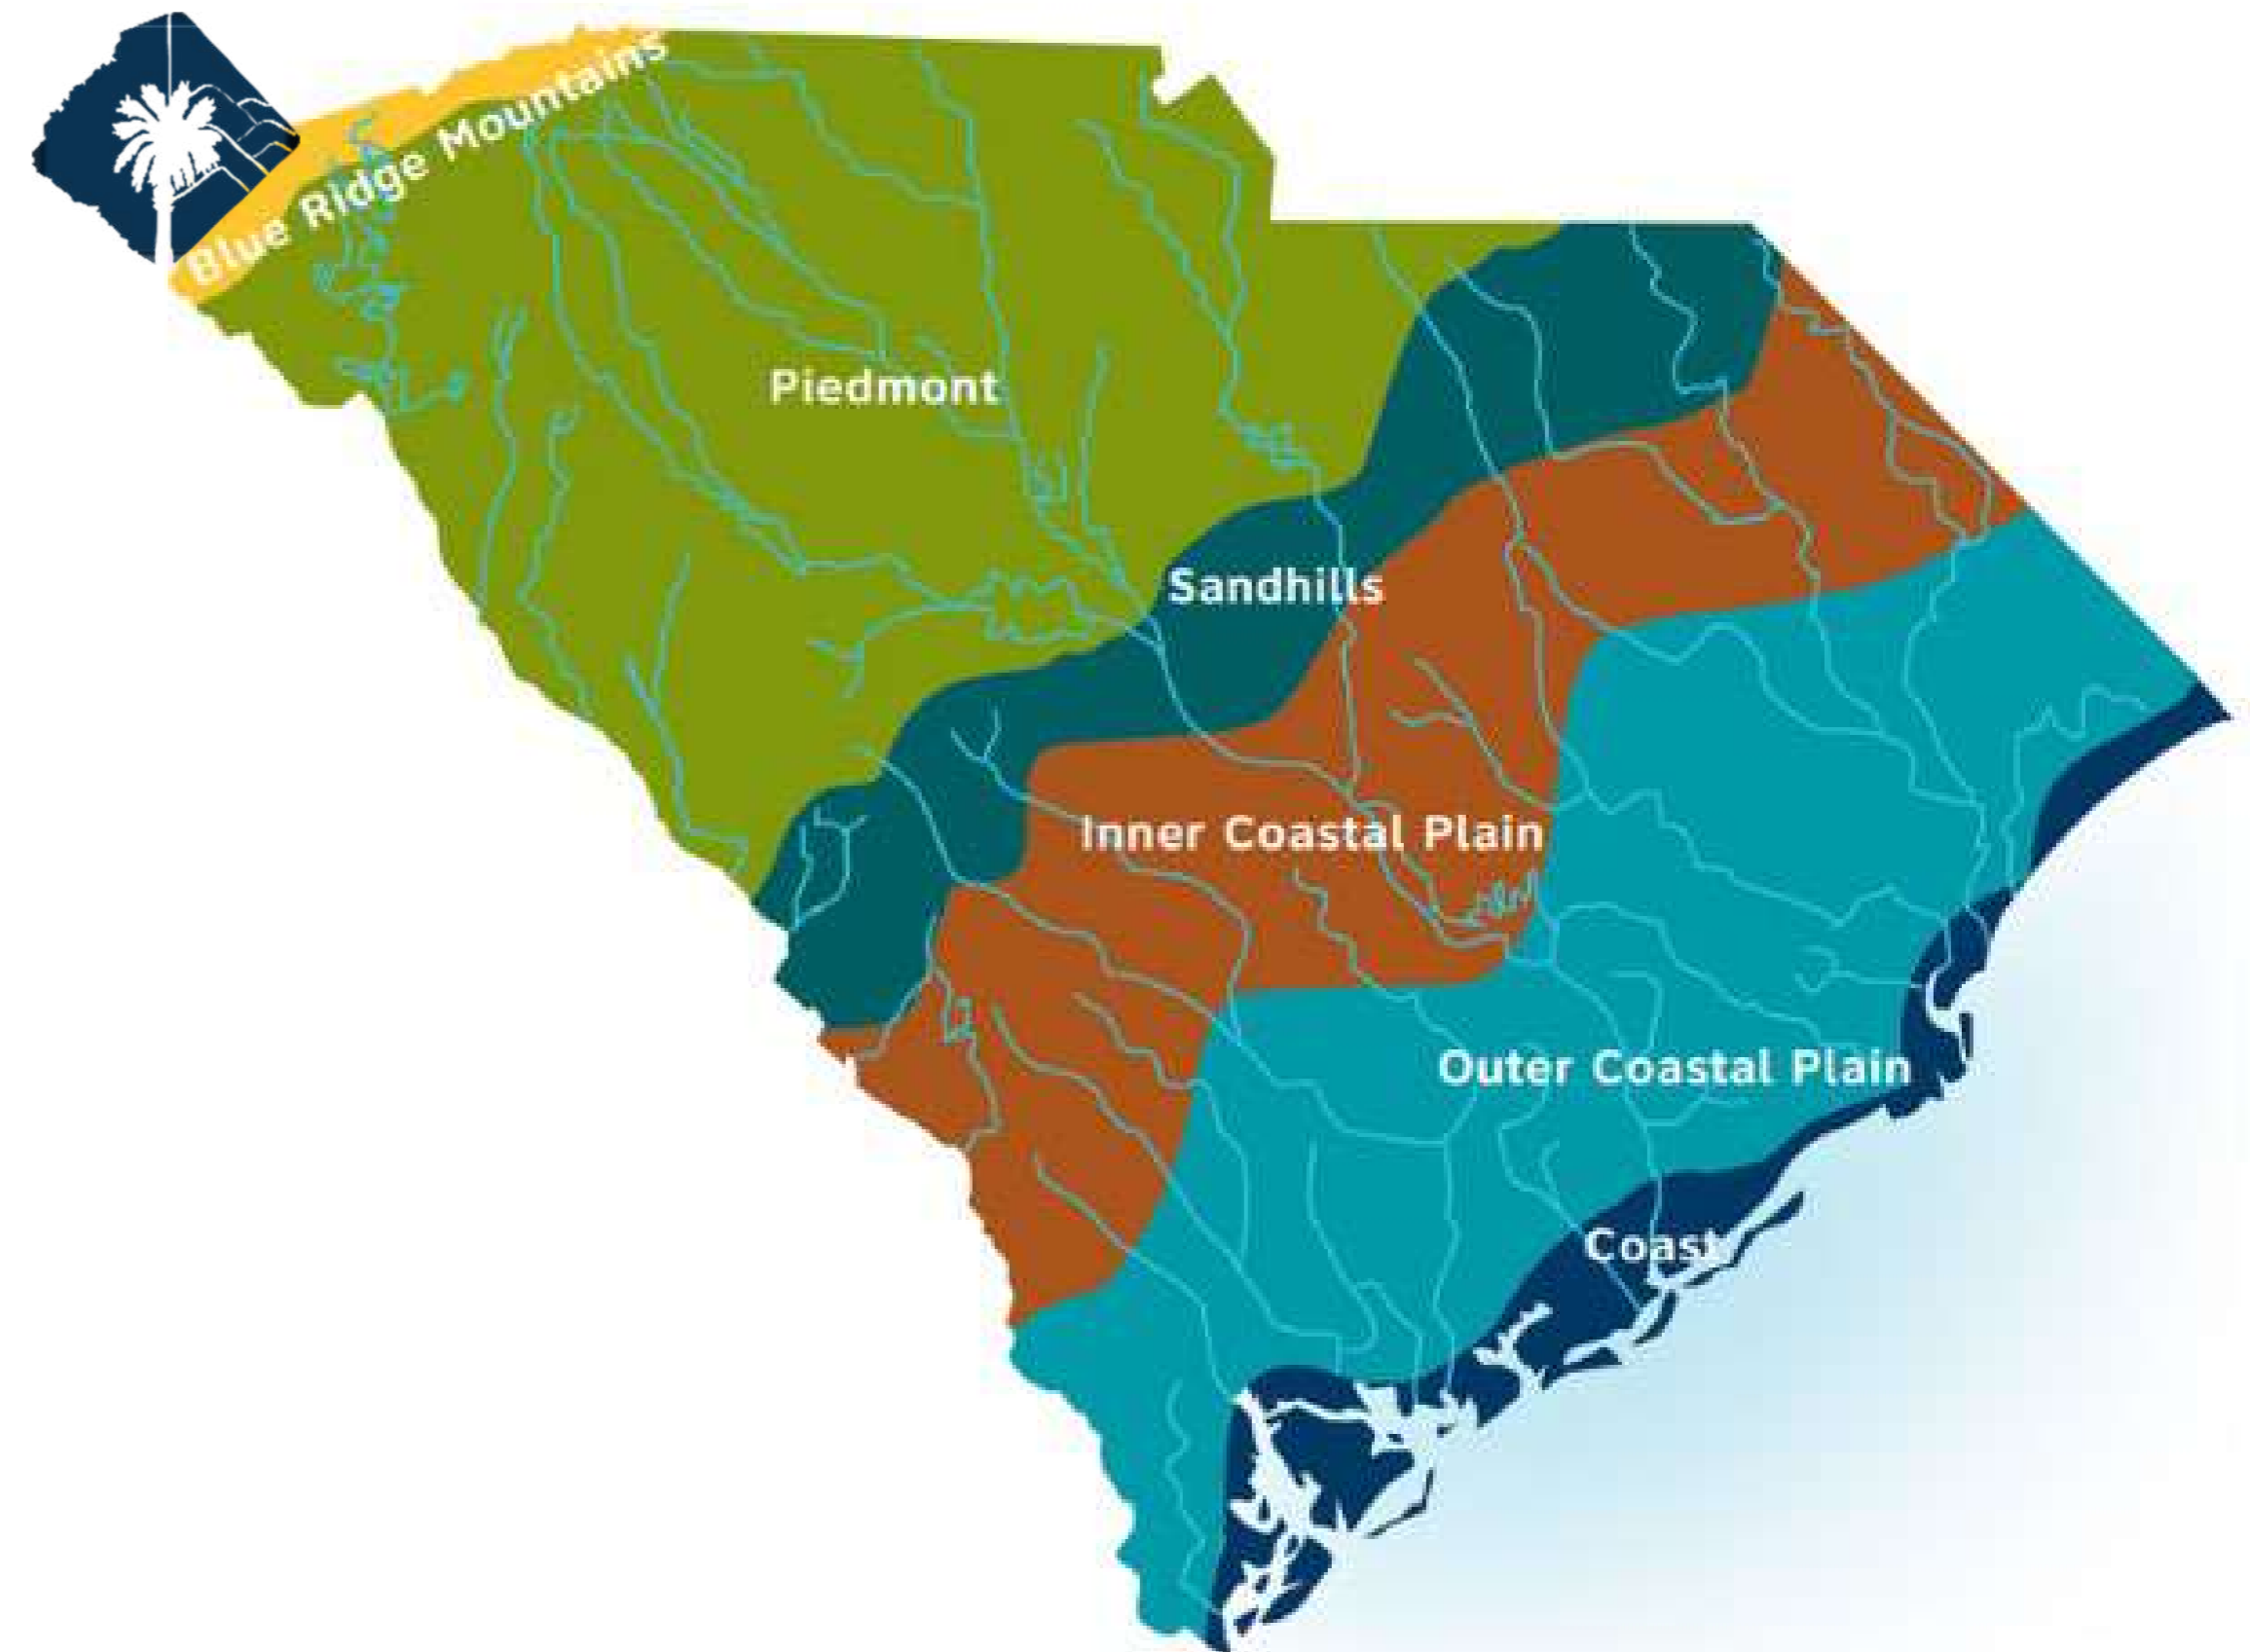 Blue Ridge Mountains
Piedmont
Sandhills
Inner Coastal Plain
Outer Coastal Plain
Coast